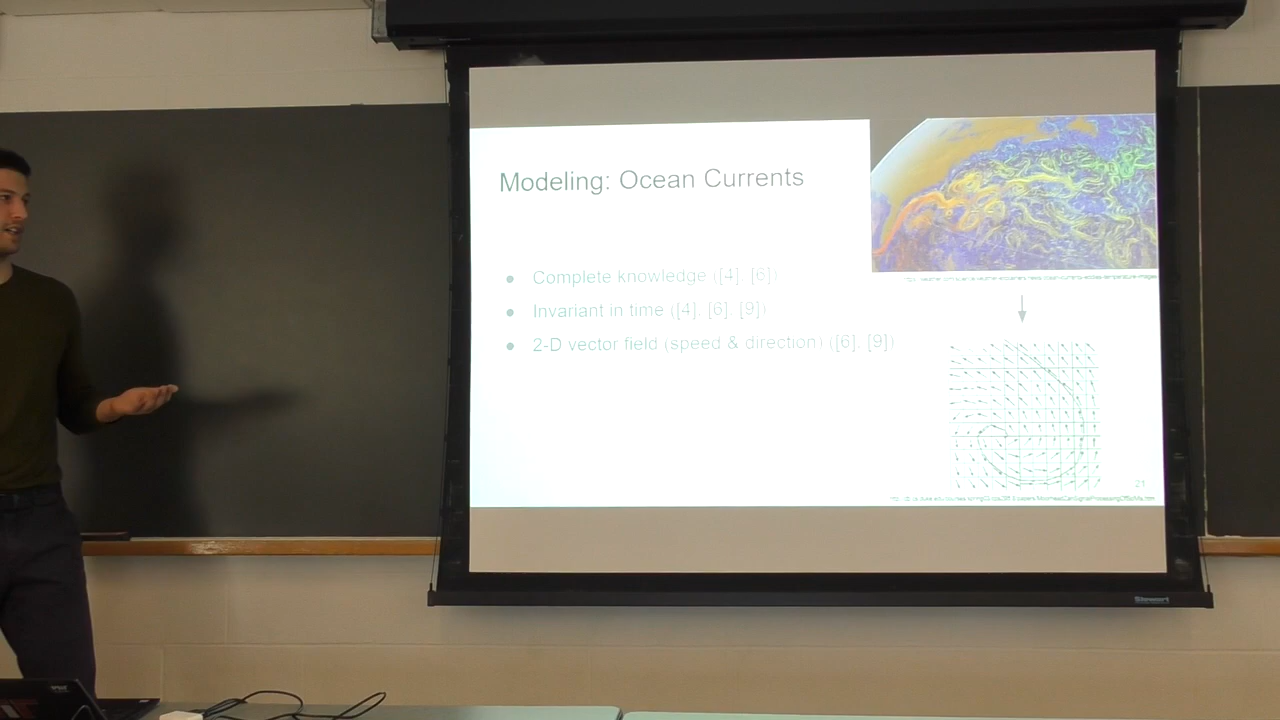 Modeling: Ocean Currents
● Complete knowledge ([4], [6])
● Invariant in time ([4], [6], [9])
● 2-D vector field (speed & direction) ([6], [9])
21
Stewart